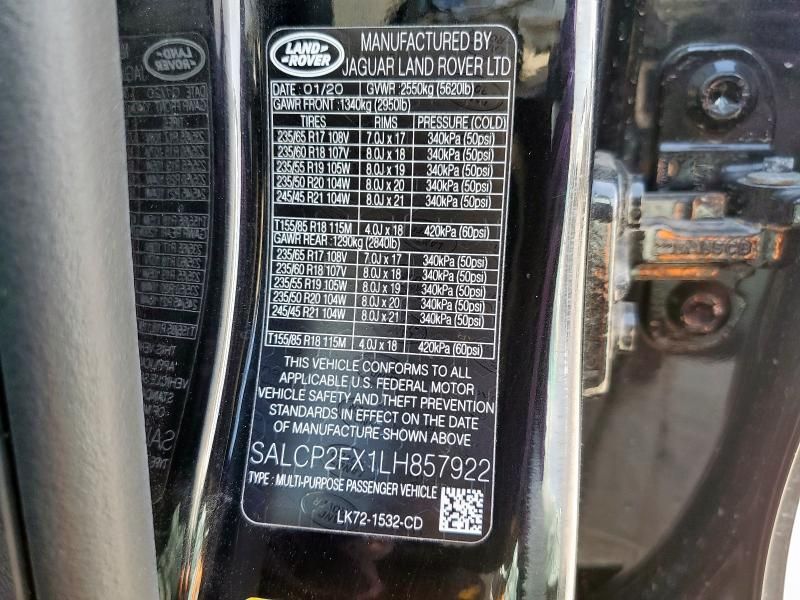 LAND
ROVER
MANUFACTURED BY
JAGUAR LAND ROVER LTD
DATE : 01/20 GVWR :2550kg (5620lb)
GAWR FRONT : 1340kg (2950lb)
TIRES RIMS PRESSURE (COLD)
235/65 R17 108V 7.0J x 17 340kPa (50psi)
235/60 R18 107V 8.0J x 18 340kPa (50psi)
235/55 R19 105W 8.0J x 19 340kPa (50psi)
235/50 R20 104W 8.0J x 20 340kPa (50psi)
245/45 R21 104W 8.0J x 21 340kPa (50psi)
T155/85 R18 115M 4.0J x 18 420kPa (60psi)
GAWR REAR : 1290kg (2840lb)
235/65 R17 108V 7.0J x 17 340kPa (50psi)
235/60 R18 107V 8.0J x 18 340kPa (50psi)
235/55 R19 105W 8.0J x 19 340kPa (50psi)
235/50 R20 104W 8.0J x 20 340kPa (50psi)
245/45 R21 104W 8.0J x 21 340kPa (50psi)
T155/85 R18 115M 4.0J x 18 420kPa (60psi)
THIS VEHICLE CONFORMS TO ALL
APPLICABLE U.S. FEDERAL MOTOR
VEHICLE SAFETY AND THEFT PREVENTION
STANDARDS IN EFFECT ON THE DATE
OF MANUFACTURE SHOWN ABOVE
SALCP2FX1LH857922
TYPE : MULTI-PURPOSE PASSENGER VEHICLE
LK72-1532-CD